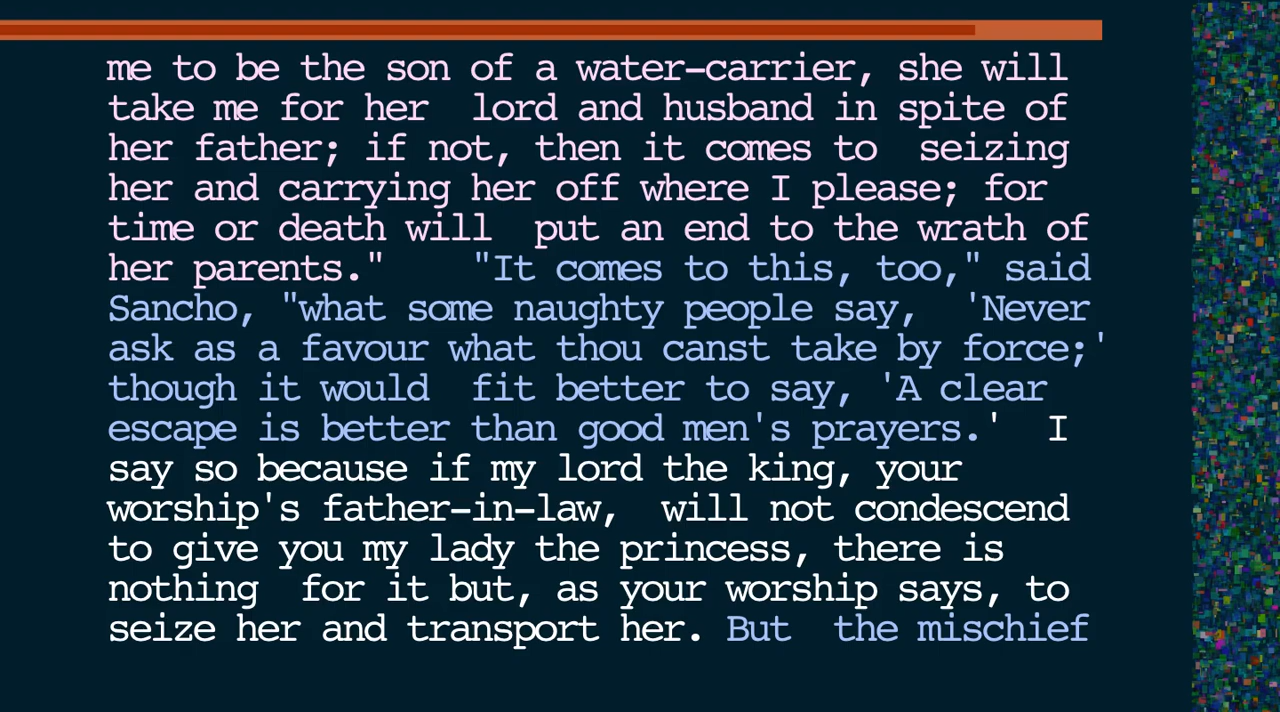 me to be the son of a water-carrier, she will
take me for her  lord and husband in spite of
her father; if not, then it comes to  seizing
her and carrying her off where I please; for
time or death will  put an end to the wrath of
her parents."    "It comes to this, too," said
Sancho, "what some naughty people say,  'Never
ask as a favour what thou canst take by force;'
though it would  fit better to say, 'A clear
escape is better than good men's prayers.'  I
say so because if my lord the king, your
worship's father-in-law,  will not condescend
to give you my lady the princess, there is
nothing  for it but, as your worship says, to
seize her and transport her. But  the mischief